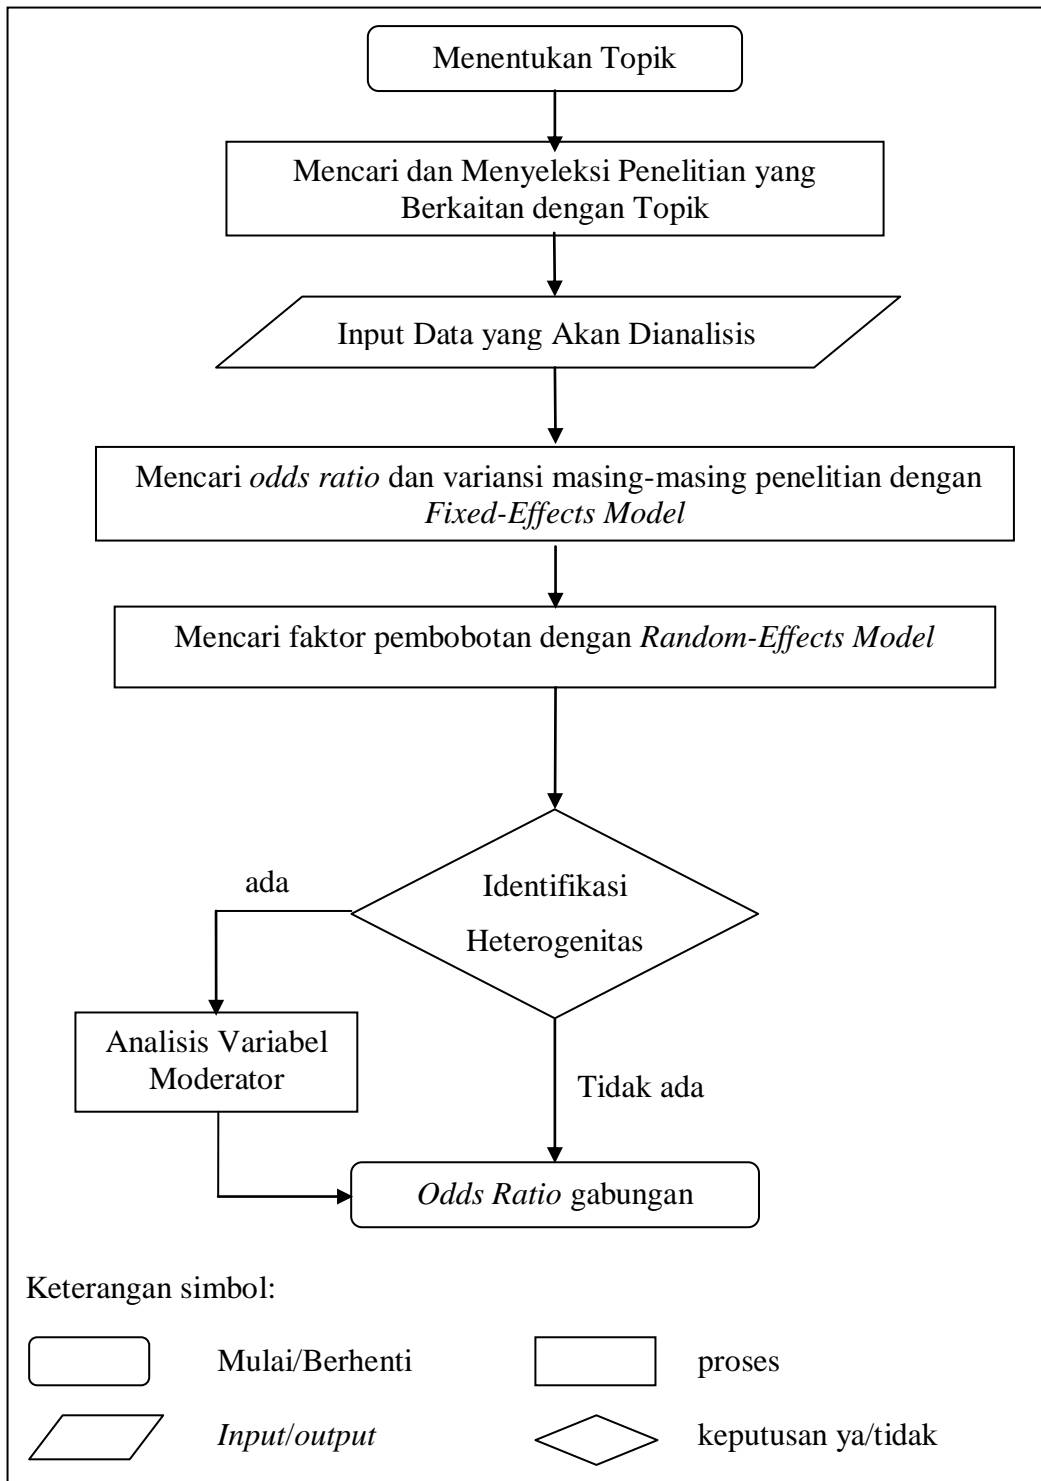 Menentukan Topik
Mencari dan Menyeleksi Penelitian yang
Berkaitan dengan Topik
Input Data yang Akan Dianalisis
Mencari odds ratio dan variansi masing-masing penelitian dengan
Fixed-Effects Model
Mencari faktor pembobotan dengan Random-Effects Model
ada
Identifikasi
Heterogenitas
Analisis Variabel
Moderator
Tidak ada
Odds Ratio gabungan
Keterangan simbol:
Mulai/Berhenti
proses
Input/output
keputusan ya/tidak